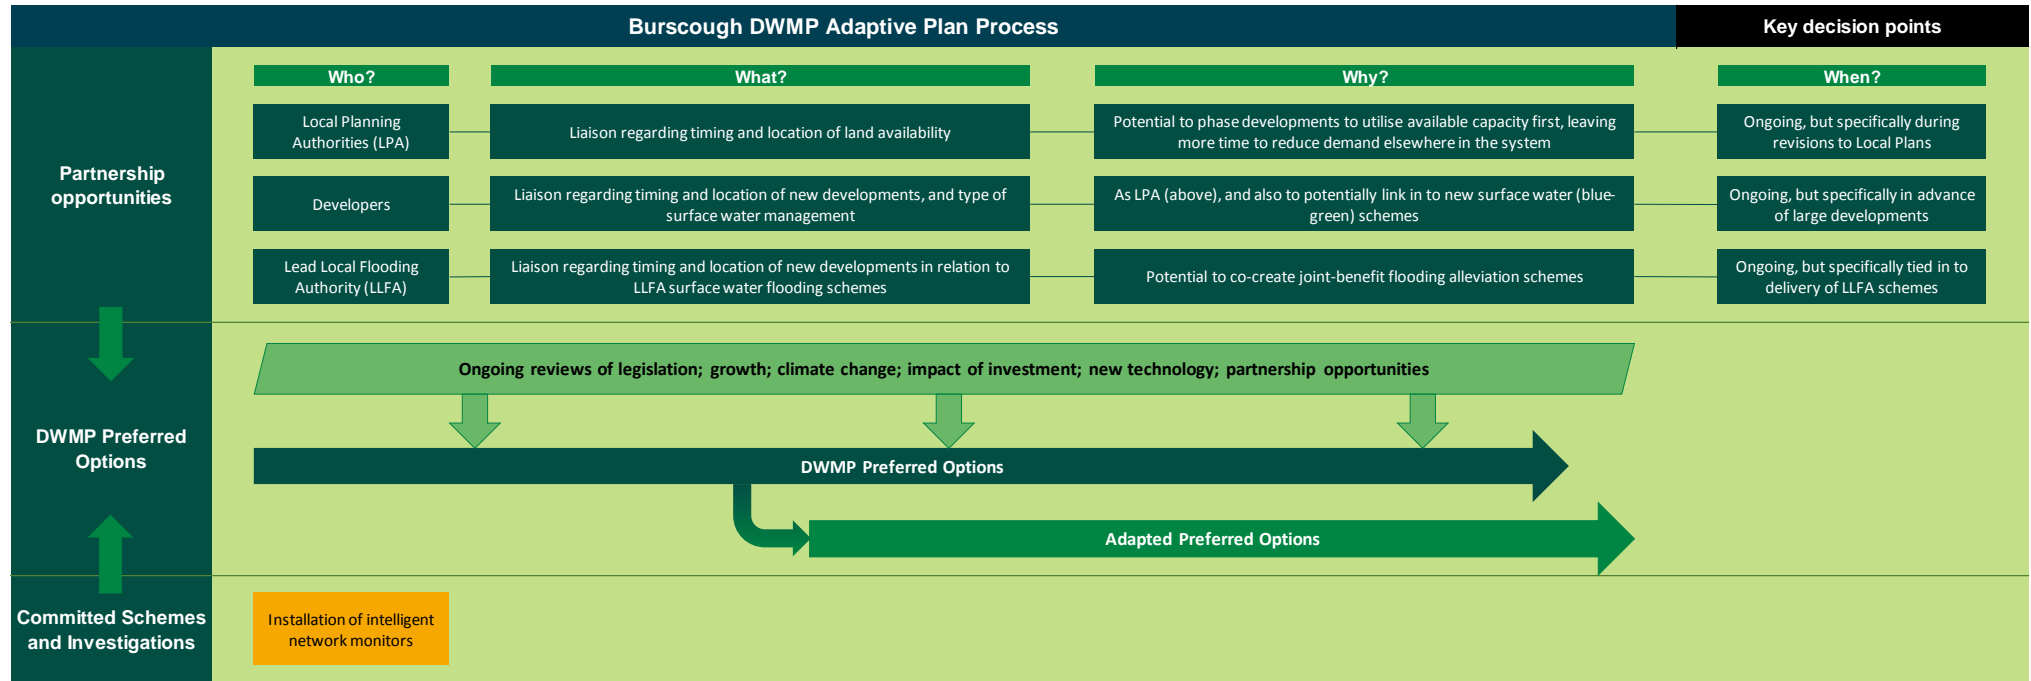 Burscough DWMP Adaptive Plan Process
Key decision points
Who?
What?
Why?
When?
Partnership
opportunities
Local Planning
Authorities (LPA)
Liaison regarding timing and location of land availability
Potential to phase developments to utilise available capacity first, leaving
more time to reduce demand elsewhere in the system
Ongoing, but specifically during
revisions to Local Plans
Developers
Liaison regarding timing and location of new developments, and type of
surface water management
As LPA (above), and also to potentially link in to new surface water (blue-
green) schemes
Ongoing, but specifically in advance
of large developments
Lead Local Flooding
Authority (LLFA)
Liaison regarding timing and location of new developments in relation to
LLFA surface water flooding schemes
Potential to co-create joint-benefit flooding alleviation schemes
Ongoing, but specifically tied in to
delivery of LLFA schemes
DWMP Preferred
Options
Ongoing reviews of legislation; growth; climate change; impact of investment; new technology; partnership opportunities
DWMP Preferred Options
Adapted Preferred Options
Committed Schemes
and Investigations
Installation of intelligent
network monitors